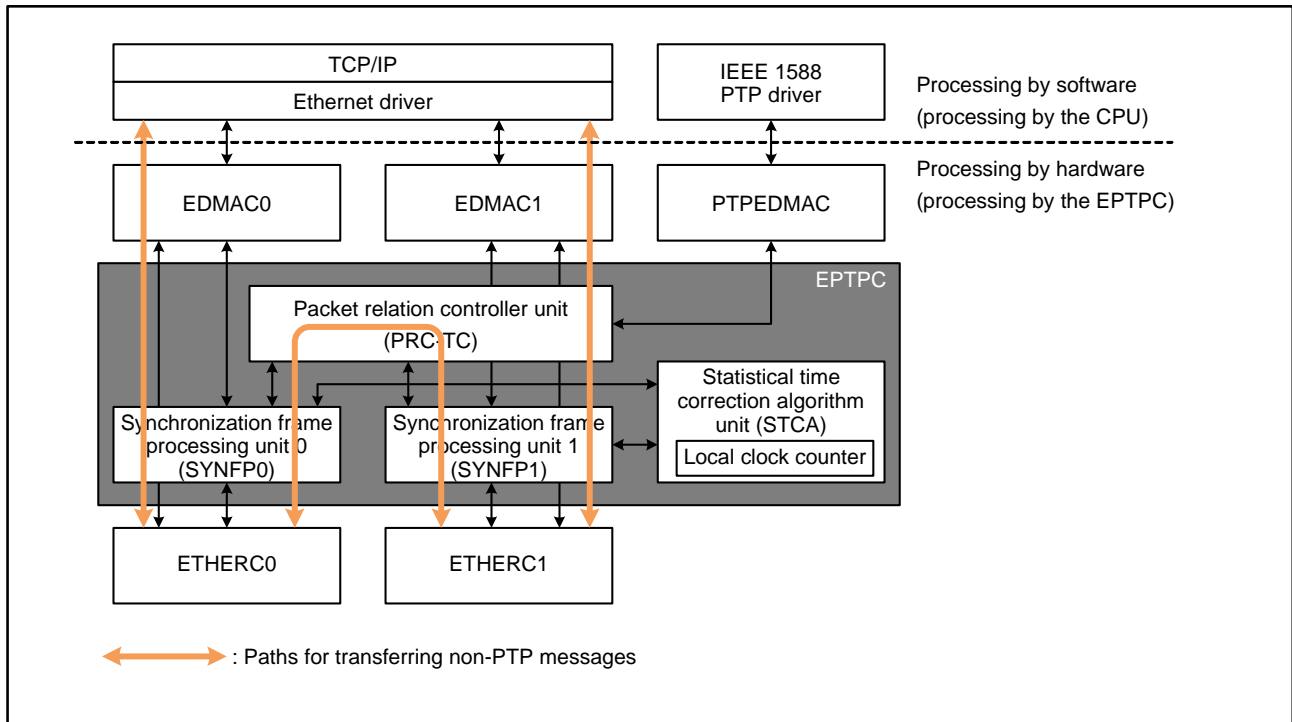 TCP/IP
Ethernet driver
IEEE 1588
PTP driver
Processing by software
(processing by the CPU)
EDMAC0
EDMAC1
PTPEDMAC
Processing by hardware
(processing by the EPTPC)
EPTPC
Packet relation controller unit
(PRC-TC)
Synchronization frame
processing unit 0
(SYNFP0)
Synchronization frame
processing unit 1
(SYNFP1)
Statistical time
correction algorithm
unit (STCA)
Local clock counter
ETHERC0
ETHERC1
: Paths for transferring non-PTP messages